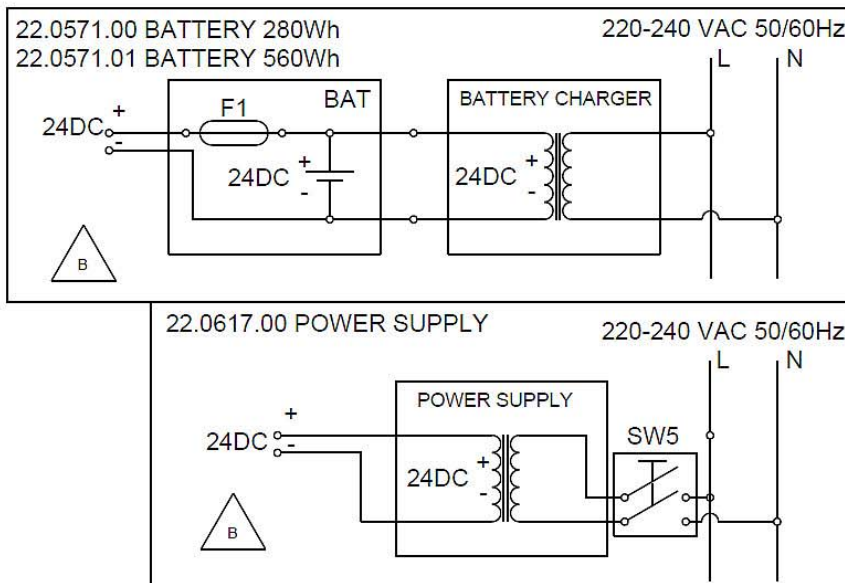 22.0571.00 BATTERY 280Wh
220-240 VAC 50/60Hz
22.0571.01 BATTERY 560Wh
L
N
BAT
BATTERY CHARGER
F1
+
24DC
-
+
24DC
-
+
24DC
-
B
22.0617.00 POWER SUPPLY
220-240 VAC 50/60Hz
L
N
POWER SUPPLY
+
24DC
-
SW5
+
24DC
-
B